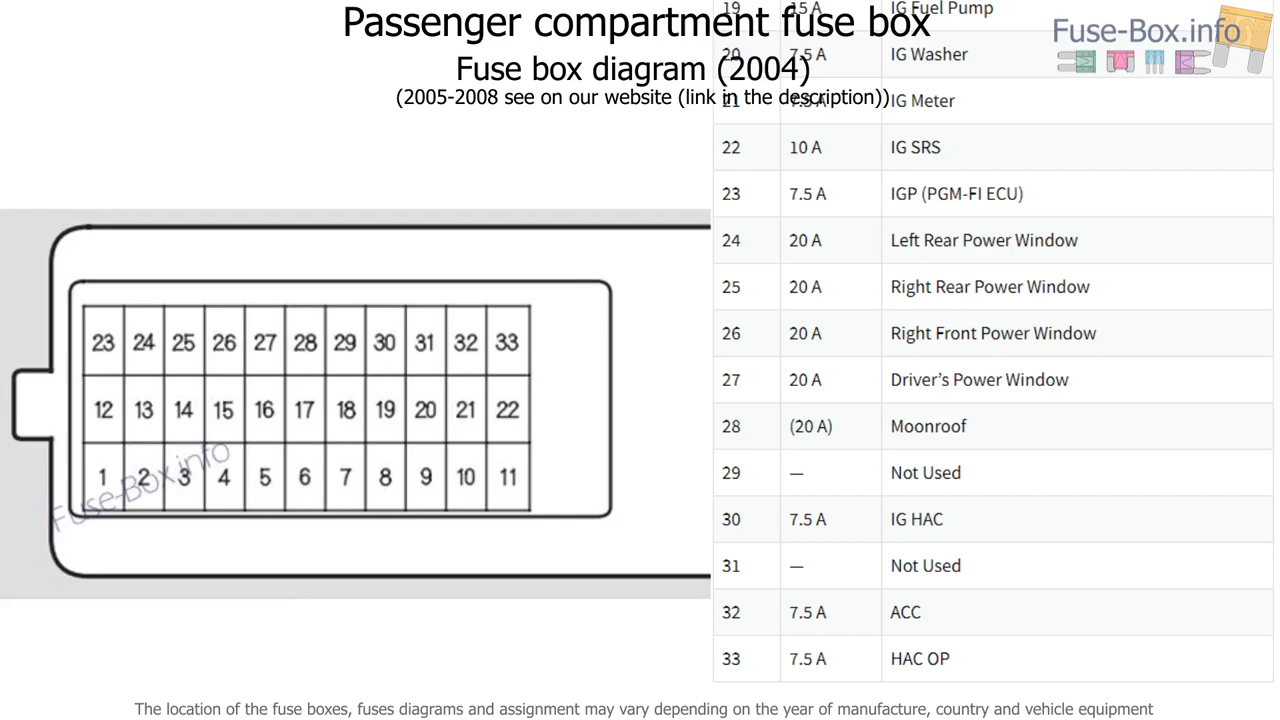 Passenger compartment fuse box
Fuse box diagram (2004)
(2005-2008 see on our website (link in the description))
Fuse-Box.info
19 15 A IG Fuel Pump
20 7.5 A IG Washer
21 7.5 A IG Meter
22 10 A IG SRS
23 7.5 A IGP (PGM-FI ECU)
24 20 A Left Rear Power Window
25 20 A Right Rear Power Window
26 20 A Right Front Power Window
27 20 A Driver’s Power Window
28 (20 A) Moonroof
29 — Not Used
30 7.5 A IG HAC
31 — Not Used
32 7.5 A ACC
33 7.5 A HAC OP
23 24 25 26 27 28 29 30 31 32 33
12 13 14 15 16 17 18 19 20 21 22
1 2 3 4 5 6 7 8 9 10 11
Fuse-Box.info
The location of the fuse boxes, fuses diagrams and assignment may vary depending on the year of manufacture, country and vehicle equipment